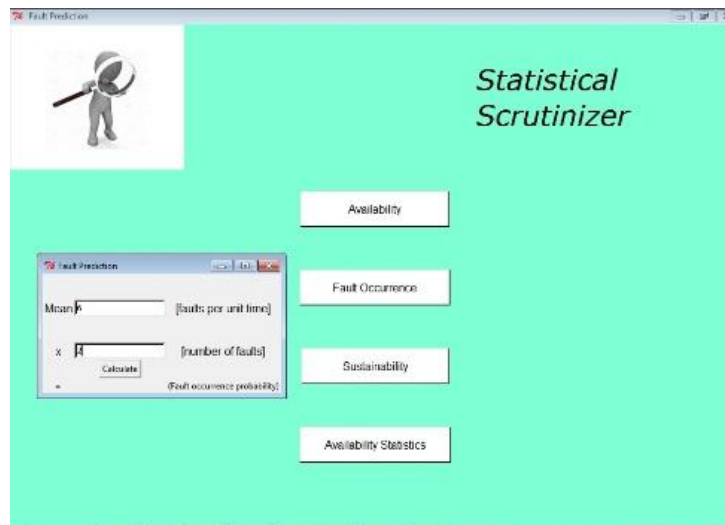 Fault Prediction
Statistical
Scrutinizer
Availability
Fault Occurrence
Sustainability
Availability Statistics
Fault Prediction
Mean 6 [faults per unit time]
x 4 [number of faults]
Calculate
= (Fault occurrence probability)